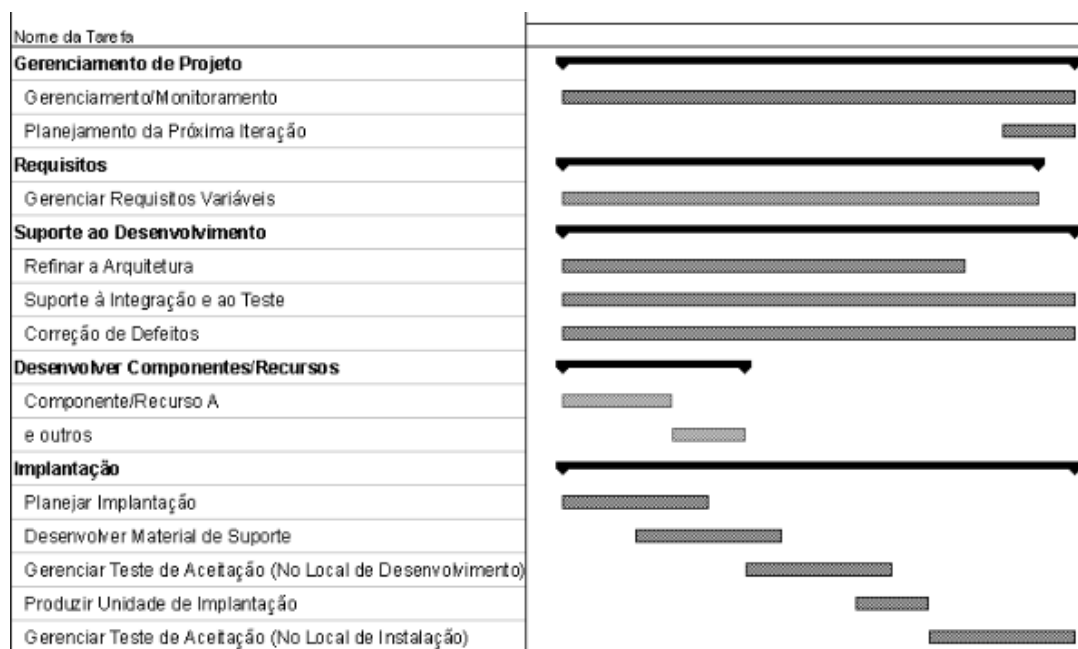 Nome da Tarefa
Gerenciamento de Projeto
Gerenciamento/Monitoramento
Planejamento da Próxima Iteração
Requisitos
Gerenciar Requisitos Variáveis
Suporte ao Desenvolvimento
Refinar a Arquitetura
Suporte à Integração e ao Teste
Correção de Defeitos
Desenvolver Componentes/Recursos
Componente/Recurso A
e outros
Implantação
Planejar Implantação
Desenvolver Material de Suporte
Gerenciar Teste de Aceitação (No Local de Desenvolvimento)
Produzir Unidade de Implantação
Gerenciar Teste de Aceitação (No Local de Instalação)